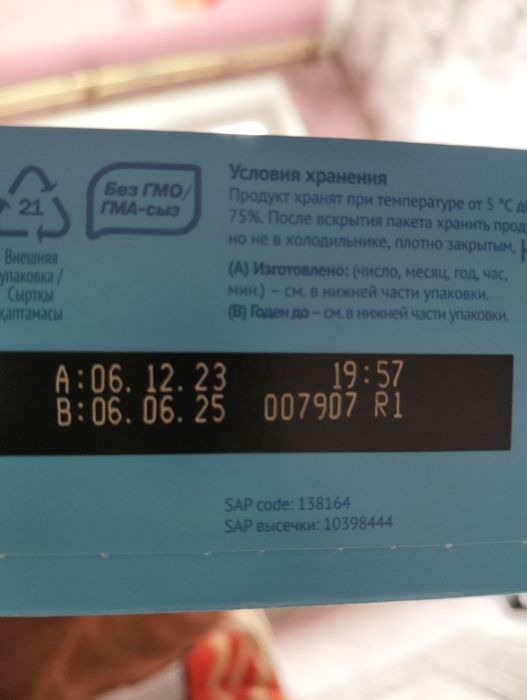 21
Внешняя
упаковка /
Сыртқы
қаптамасы
Без ГМО/
ГМА-сыз
Условия хранения
Продукт хранят при температуре от 5 °C
75%. После вскрытия пакета хранить
но не в холодильнике, плотно закрытым,
(A) Изготовлено: (число, месяц, год, час,
мин.) – см. в нижней части упаковки.
(B) Годен до – см. в нижней части упаковки.
A:06. 12. 23 19:57
B:06. 06. 25 007907 R1
SAP code: 138164
SAP высечки: 10398444